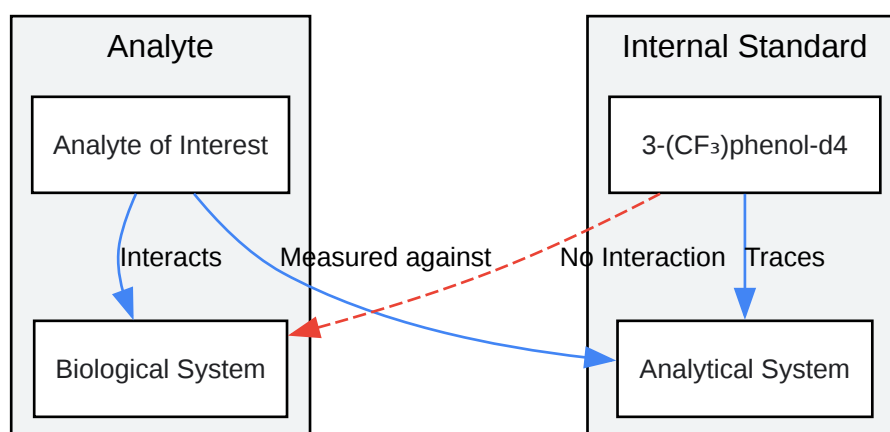 Analyte
Internal Standard
Analyte of Interest
3-(CF₃)phenol-d4
Interacts
Measured against
No Interaction
Traces
Biological System
Analytical System